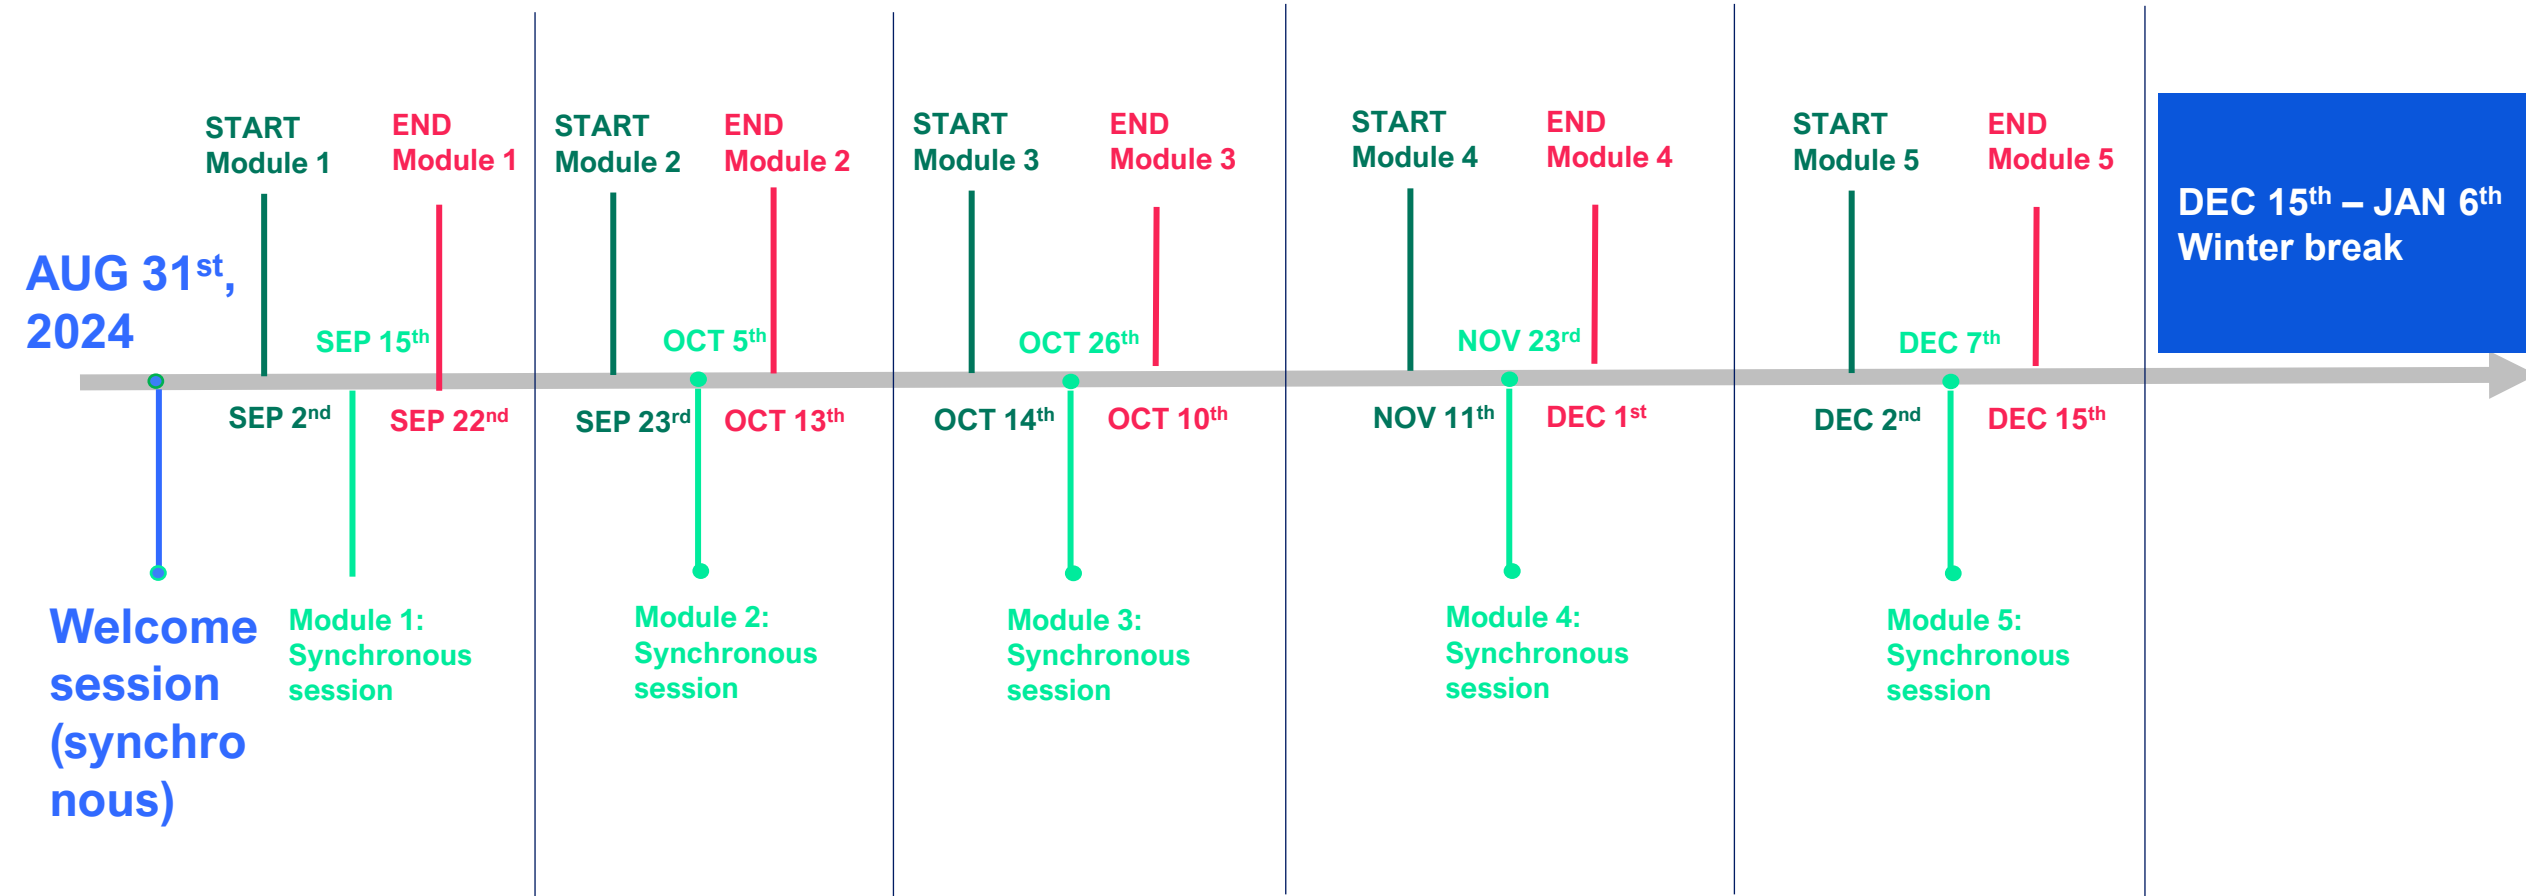 AUG 31st,
2024
Welcome
session
(synchro
nous)
START
Module 1
END
Module 1
SEP 15th
SEP 2nd
SEP 22nd
Module 1:
Synchronous
session
START
Module 2
END
Module 2
OCT 5th
SEP 23rd
OCT 13th
Module 2:
Synchronous
session
START
Module 3
END
Module 3
OCT 26th
OCT 14th
OCT 10th
Module 3:
Synchronous
session
START
Module 4
END
Module 4
NOV 23rd
NOV 11th
DEC 1st
Module 4:
Synchronous
session
START
Module 5
END
Module 5
DEC 7th
DEC 2nd
DEC 15th
Module 5:
Synchronous
session
DEC 15th – JAN 6th
Winter break